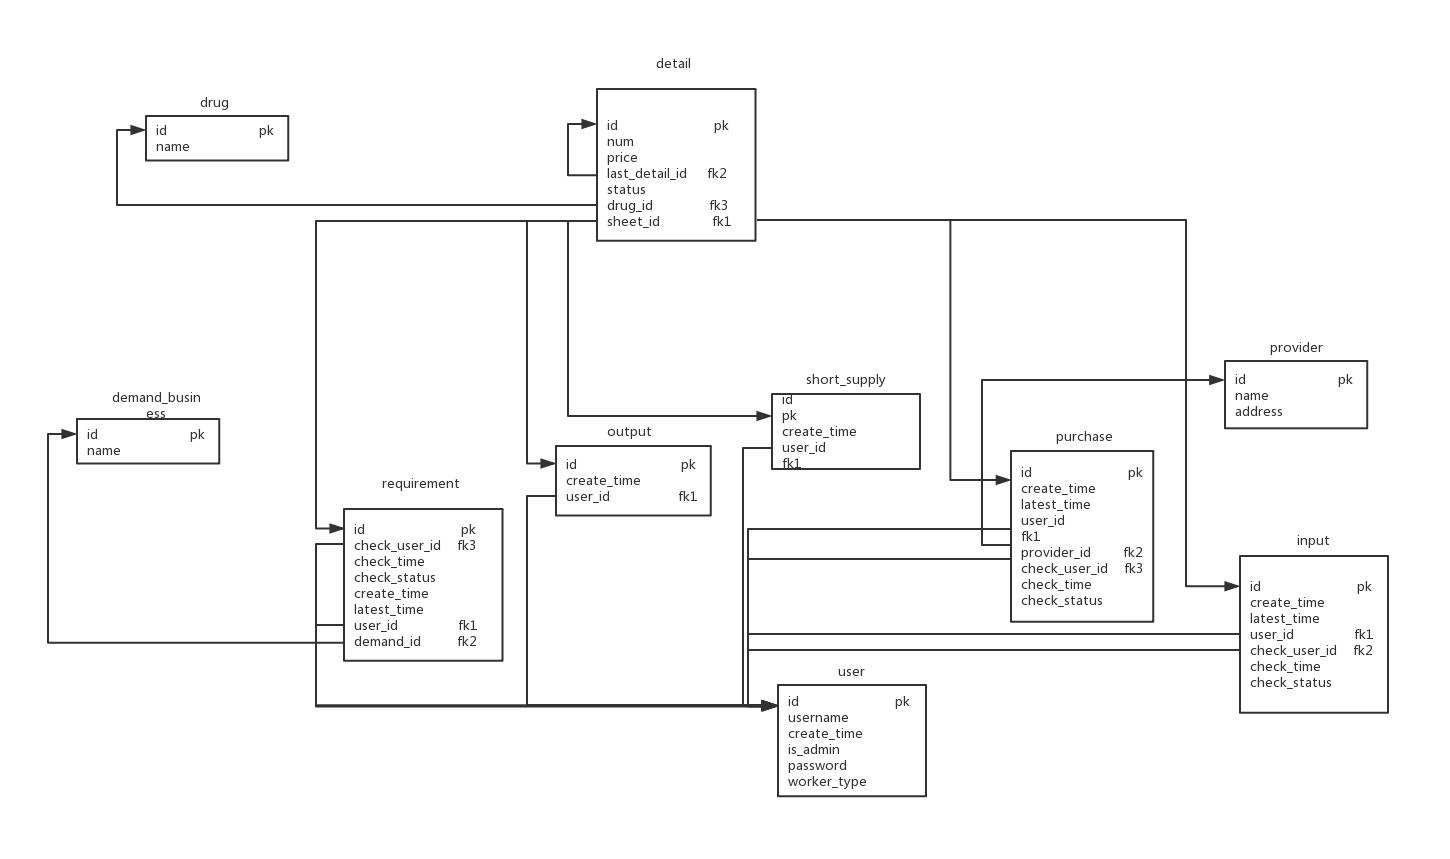 detail
id pk
num
price
last_detail_id fk2
status
drug_id fk3
sheet_id fk1
drug
id pk
name
provider
id pk
name
address
short_supply
id
pk
create_time
user_id
fk1
demand_busin
ess
id pk
name
output
id pk
create_time
user_id fk1
purchase
id pk
create_time
latest_time
user_id
fk1
provider_id fk2
check_user_id fk3
check_time
check_status
requirement
id pk
check_user_id fk3
check_time
check_status
create_time
latest_time
user_id fk1
demand_id fk2
input
id pk
create_time
latest_time
user_id fk1
check_user_id fk2
check_time
check_status
user
id pk
username
create_time
is_admin
password
worker_type